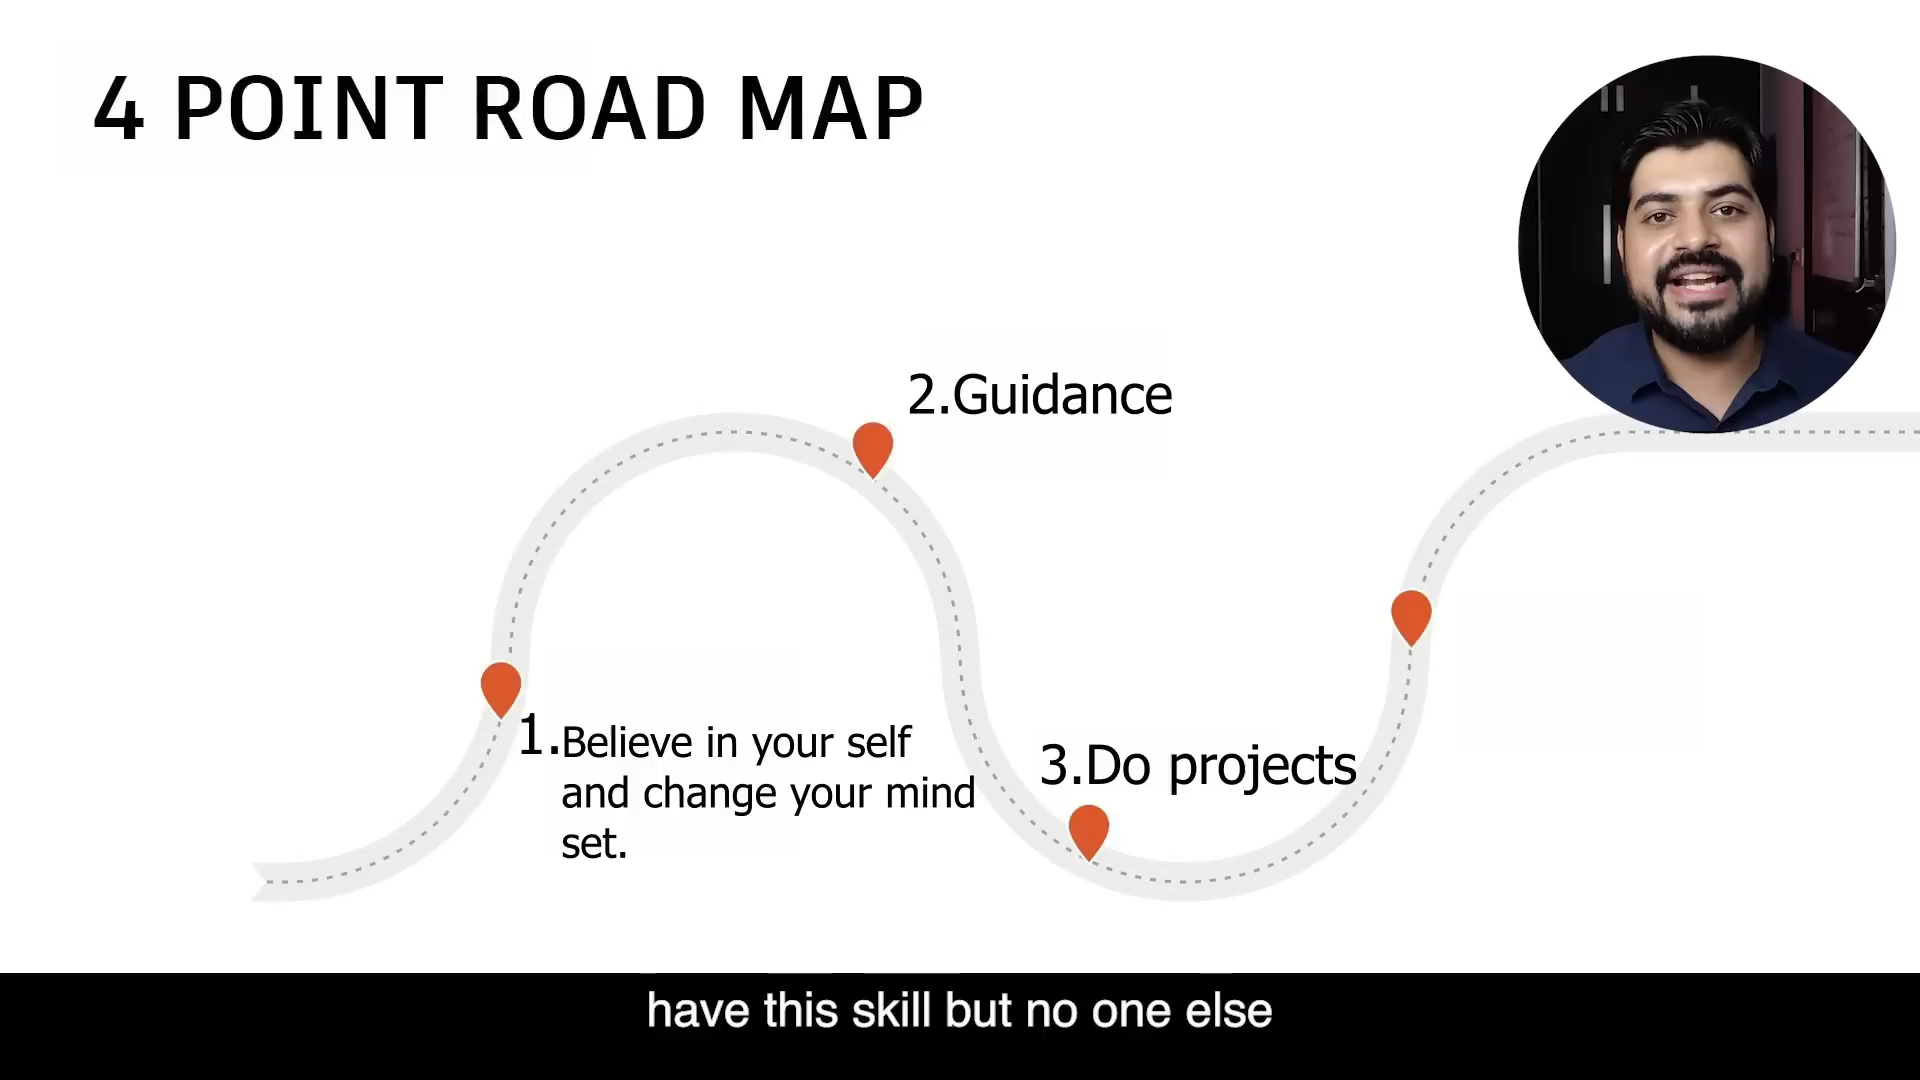 4 POINT ROAD MAP
2.Guidance
1.Believe in your self
and change your mind
set.
3.Do projects
have this skill but no one else